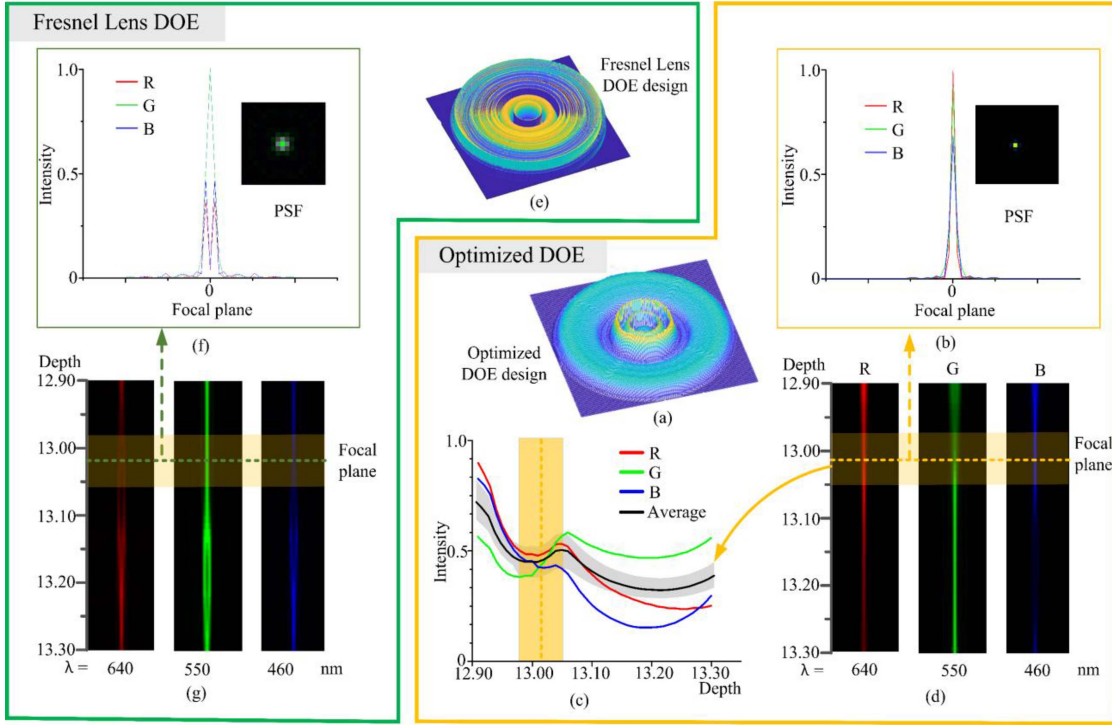 Fresnel Lens DOE
1.0
0.5
0
Intensity
R
G
B
PSF
0
Focal plane
(f)
Fresnel Lens
DOE design
(e)
1.0
0.5
0
Intensity
R
G
B
PSF
0
Focal plane
(b)
Optimized DOE
Optimized
DOE design
(a)
Depth
12.90
13.00
13.10
13.20
13.30
Focal
plane
λ = 640 550 460 nm
(g)
1.0
0.5
0
Intensity
R
G
B
Average
12.90 13.00 13.10 13.20 13.30
Depth
(c)
Depth
R G B
12.90
13.00
13.10
13.20
13.30
Focal
plane
λ = 640 550 460 nm
(d)